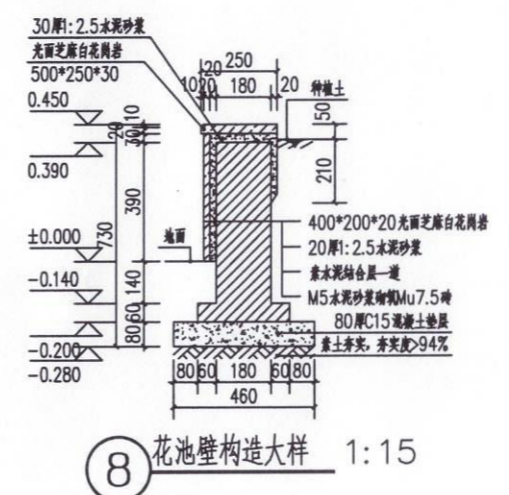 30厚1:2.5水泥砂浆
光面芝麻白花岗岩
500*250*30
0.450
0.390
±0.000
-0.140
-0.200
-0.280
20
730
10
30
390
140
60
80
250
20
10 20 180 20
种植土
50
210
地面
400*200*20光面芝麻白花岗岩
20厚1:2.5水泥砂浆
素水泥结合层一道
M5水泥砂浆砌筑Mu7.5砖
80厚C15混凝土垫层
素土夯实，夯实度>94%
80 60 180 60 80
460
8 花池壁构造大样 1:15